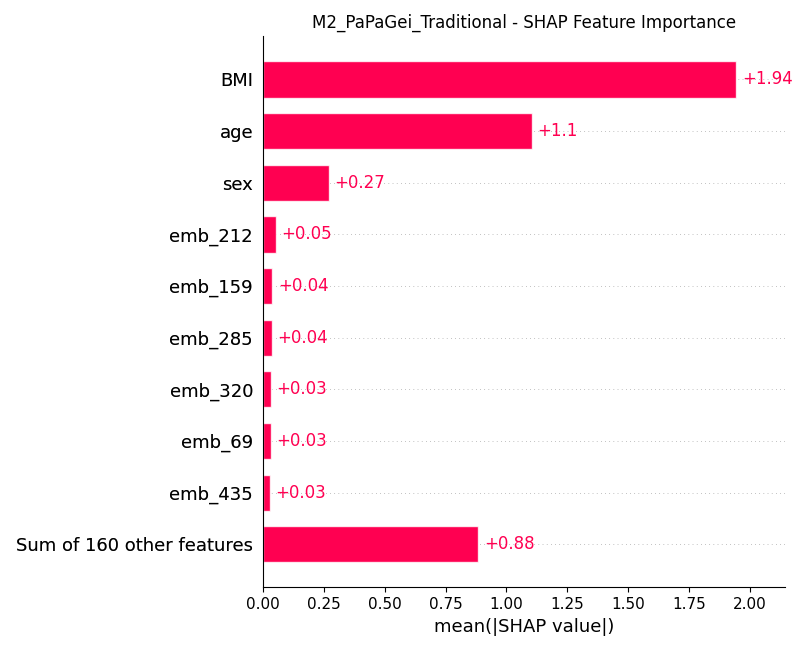 M2_PaPaGei_Traditional - SHAP Feature Importance
BMI +1.94
age +1.1
sex +0.27
emb_212 +0.05
emb_159 +0.04
emb_285 +0.04
emb_320 +0.03
emb_69 +0.03
emb_435 +0.03
Sum of 160 other features +0.88
0.00 0.25 0.50 0.75 1.00 1.25 1.50 1.75 2.00
mean(|SHAP value|)